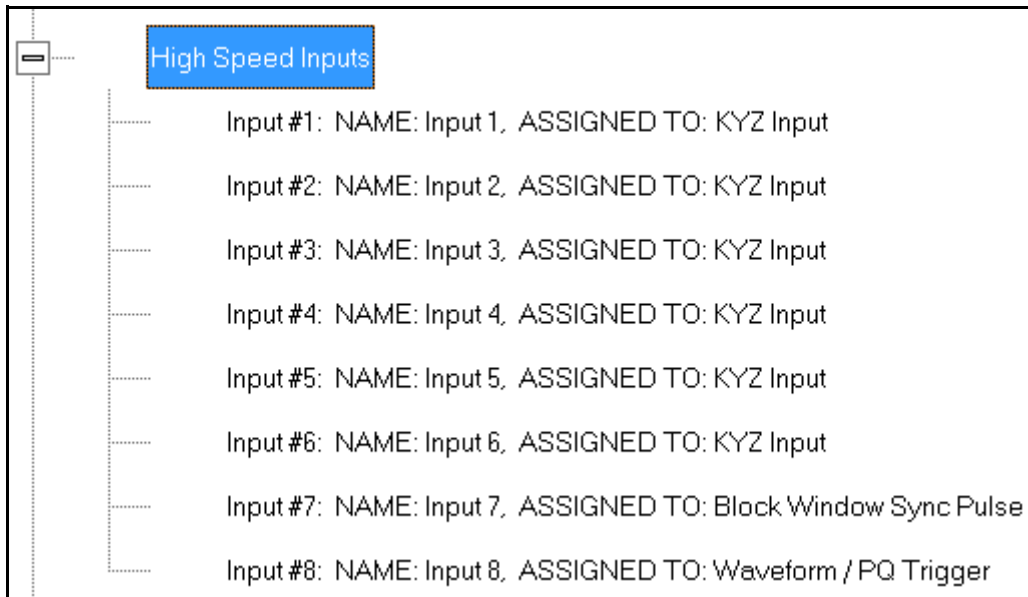 High Speed Inputs
Input #1: NAME: Input 1, ASSIGNED TO: KYZ Input
Input #2: NAME: Input 2, ASSIGNED TO: KYZ Input
Input #3: NAME: Input 3, ASSIGNED TO: KYZ Input
Input #4: NAME: Input 4, ASSIGNED TO: KYZ Input
Input #5: NAME: Input 5, ASSIGNED TO: KYZ Input
Input #6: NAME: Input 6, ASSIGNED TO: KYZ Input
Input #7: NAME: Input 7, ASSIGNED TO: Block Window Sync Pulse
Input #8: NAME: Input 8, ASSIGNED TO: Waveform / PQ Trigger